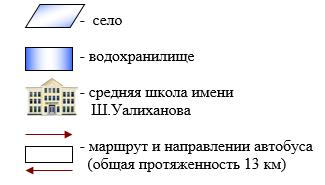 - село
- водохранилище
- средняя школа имени
Ш.Уалиханова
- маршрут и направлении автобуса
(общая протяженность 13 км)